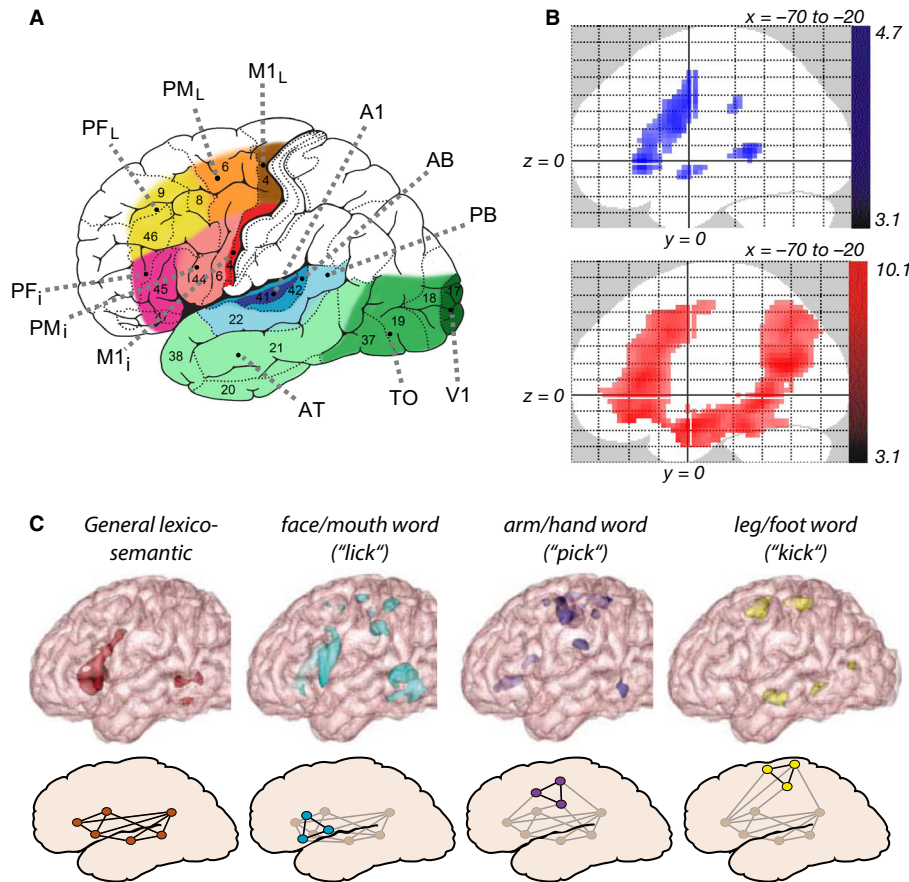 A
PF_L
PM_L
M1_L
A1
AB
PB
9
46
8
6
4
45
47
44
6
4
41
42
22
38
21
20
37
19
18
17
PF_i
PM_i
M1_i
AT
TO
V1
B
x = –70 to –20
4.7
z = 0
3.1
y = 0
x = –70 to –20
10.1
z = 0
3.1
y = 0
C
General lexico-
semantic
face/mouth word
("lick“)
arm/hand word
("pick“)
leg/foot word
("kick“)